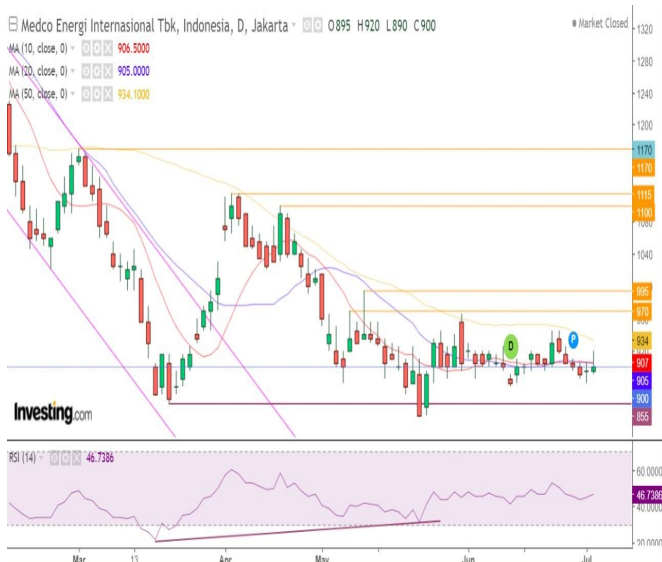 Medco Energi Internasional Tbk, Indonesia, D, Jakarta O895 H920 L890 C900
Market Closed
MA (10, close, 0) 906.5000
MA (20, close, 0) 905.0000
MA (50, close, 0) 934.1000
1320
1280
1240
1200
1170
1170
1115
1100
1040
995
970
934
907
905
900
855
D
P
Investing.com
RSI (14) 46.7386
60.0000
46.7386
40.0000
20.0000
Mar 13 Apr May Jun Jul